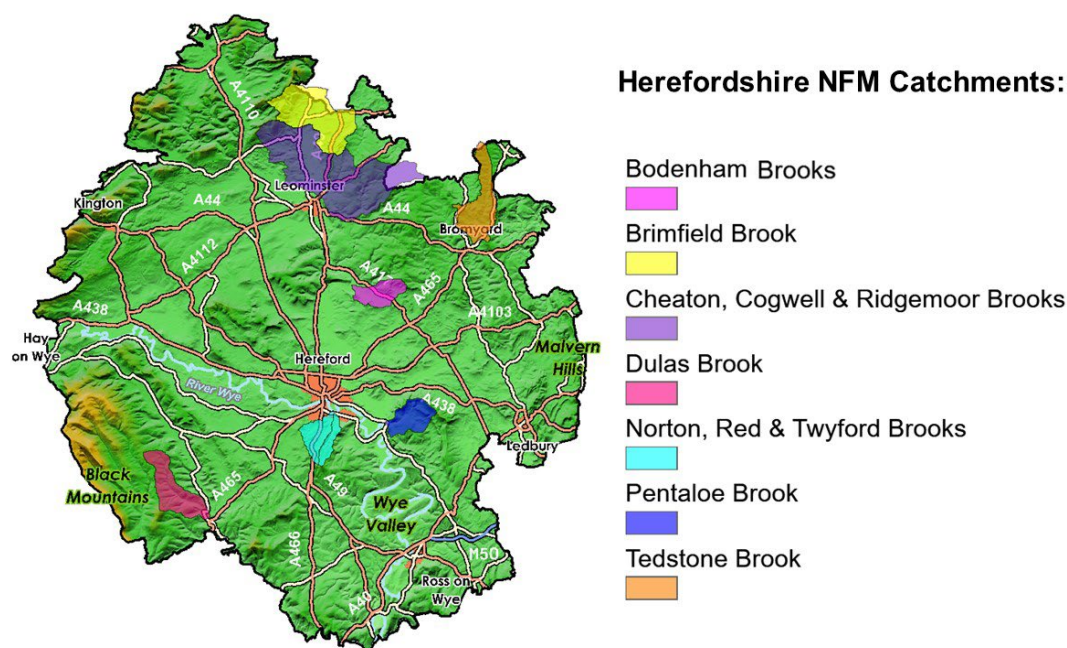 Herefordshire NFM Catchments:
Bodenham Brooks
Brimfield Brook
Cheaton, Cogwell & Ridgemoor Brooks
Dulas Brook
Norton, Red & Twyford Brooks
Pentaloe Brook
Tedstone Brook
A4110
Leominster
A44
A44
Kington
Bromyard
A4112
A465
A438
A4103
Hay
on Wye
Hereford
Malvern
Hills
River Wye
A438
Ledbury
Black
Mountains
A465
A49
Wye
Valley
A466
M50
Ross on
Wye
A40